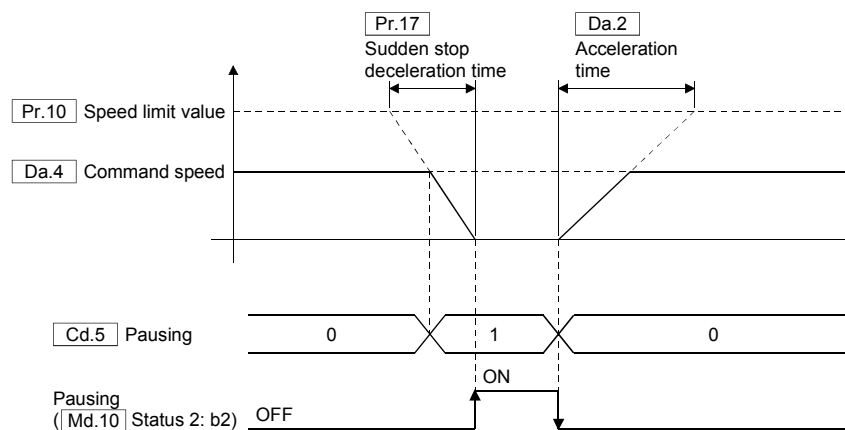 Pr.17
Sudden stop
deceleration time
Da.2
Acceleration
time
Pr.10 Speed limit value
Da.4 Command speed
Cd.5 Pausing
0
1
0
Pausing
( Md.10 Status 2: b2)
OFF
ON